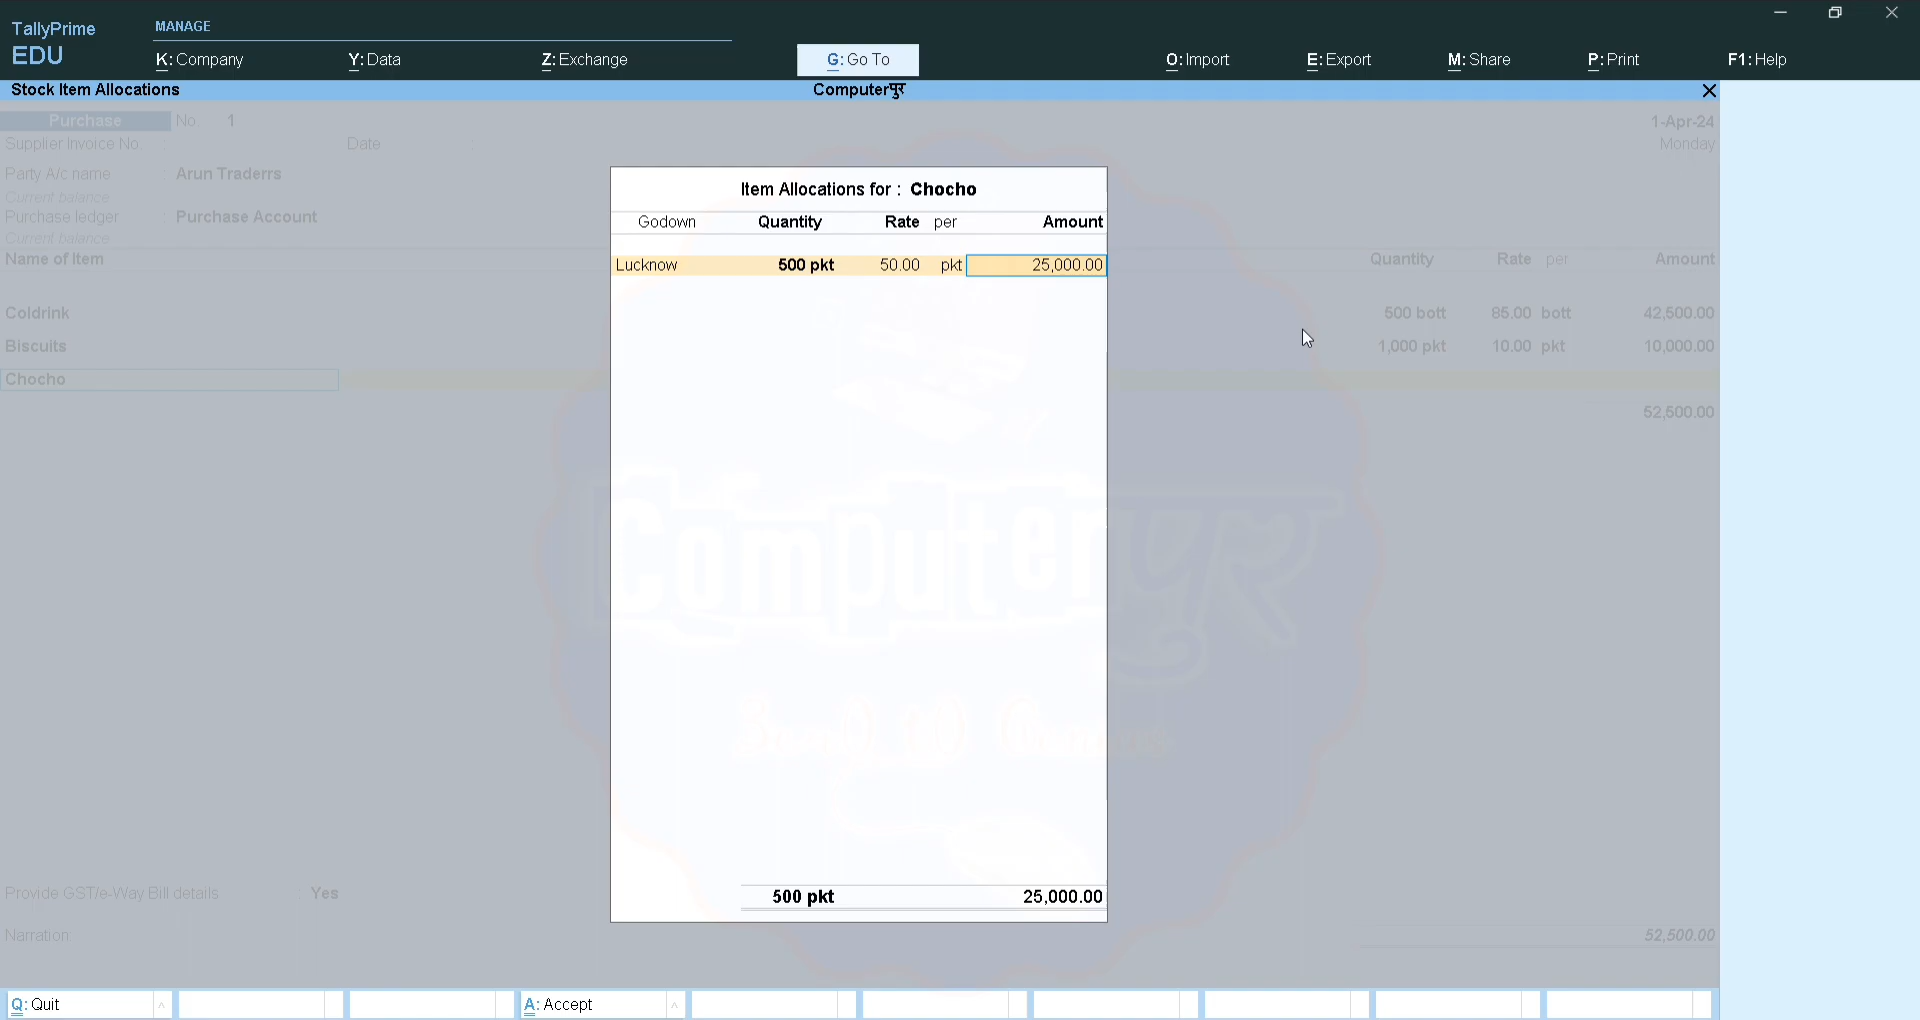 TallyPrime
EDU
MANAGE
K: Company Y: Data Z: Exchange G: Go To O: Import E: Export M: Share P: Print F1: Help
Stock Item Allocations Computerपुर
Purchase No. 1 1-Apr-24
Supplier Invoice No. Date Monday
Party A/c name : Arun Traderrs
Current balance
Purchase ledger : Purchase Account
Current balance
Name of Item Quantity Rate per Amount
Coldrink 500 bott 85.00 bott 42,500.00
Biscuits 1,000 pkt 10.00 pkt 10,000.00
Chocho
52,500.00
Item Allocations for : Chocho
Godown Quantity Rate per Amount
Lucknow 500 pkt 50.00 pkt 25,000.00
500 pkt 25,000.00
Computerपुर
Provide GST/e-Way Bill details : Yes
Narration: 52,500.00
Q: Quit A: Accept